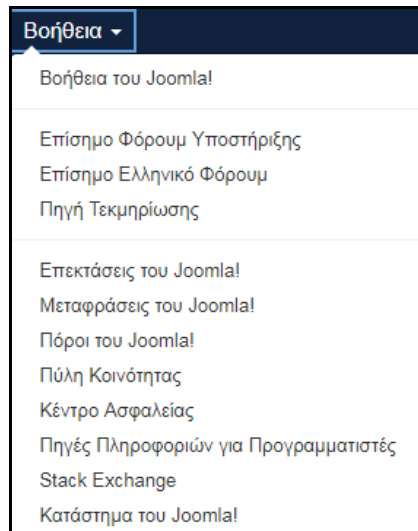 Βοήθεια
Βοήθεια του Joomla!
Επίσημο Φόρουμ Υποστήριξης
Επίσημο Ελληνικό Φόρουμ
Πηγή Τεκμηρίωσης
Επεκτάσεις του Joomla!
Μεταφράσεις του Joomla!
Πόροι του Joomla!
Πύλη Κοινότητας
Κέντρο Ασφαλείας
Πηγές Πληροφοριών για Προγραμματιστές
Stack Exchange
Κατάστημα του Joomla!